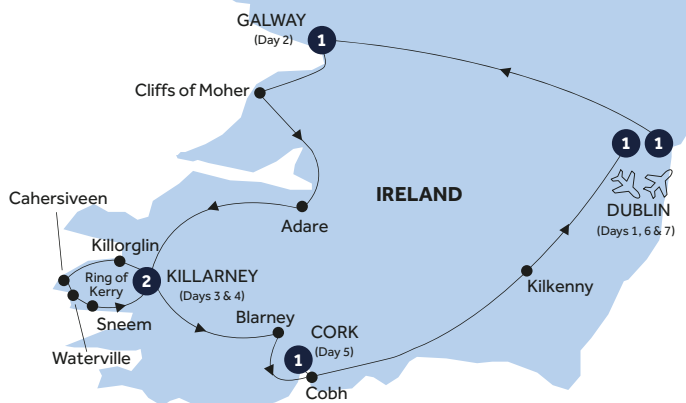 GALWAY
(Day 2)
1
Cliffs of Moher
1
1
IRELAND
DUBLIN
(Days 1, 6 & 7)
Cahersiveen
Adare
Killorglin
Ring of
Kerry
2
KILLARNEY
(Days 3 & 4)
Kilkenny
Sneem
Waterville
Blarney
CORK
1
(Day 5)
Cobh